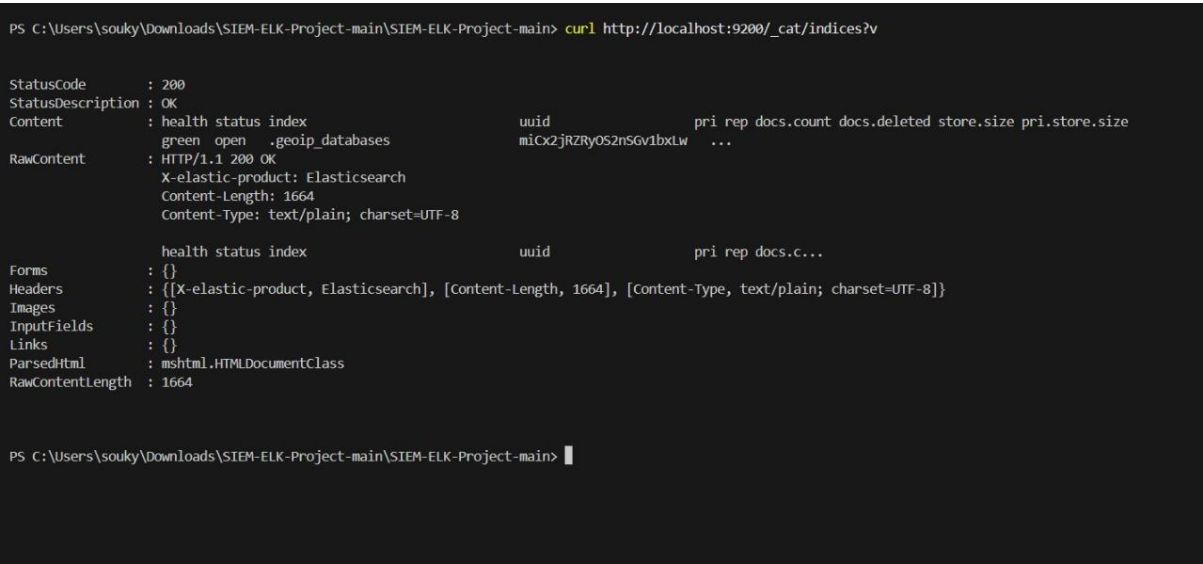 PS C:\Users\souky\Downloads\SIEM-ELK-Project-main\SIEM-ELK-Project-main> curl http://localhost:9200/_cat/indices?v
StatusCode        : 200
StatusDescription : OK
Content           : health status index                            uuid                   pri rep docs.count docs.deleted store.size pri.store.size
                    green  open   .geoip_databases                 miCx2jRZRyOS2nSGv1bxLw   ...
RawContent        : HTTP/1.1 200 OK
                    X-elastic-product: Elasticsearch
                    Content-Length: 1664
                    Content-Type: text/plain; charset=UTF-8
                    health status index                            uuid                   pri rep docs.c...
Forms             : {}
Headers           : {[X-elastic-product, Elasticsearch], [Content-Length, 1664], [Content-Type, text/plain; charset=UTF-8]}
Images            : {}
InputFields       : {}
Links             : {}
ParsedHtml        : mshtml.HTMLDocumentClass
RawContentLength  : 1664
PS C:\Users\souky\Downloads\SIEM-ELK-Project-main\SIEM-ELK-Project-main>